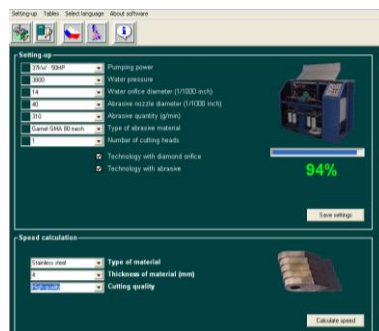 Setting-up Tables Select language About software
Setting up
37kW - 50HP Pumping power
3800 Water pressure
14 Water orifice diameter (1/1000 inch)
40 Abrasive nozzle diameter (1/1000 inch)
310 Abrasive quantity (g/min)
Garnet GMA 80 mesh Type of abrasive material
1 Number of cutting heads
Technology with diamond orifice
Technology with abrasive
94%
Save settings
Speed calculation
Stainless steel Type of material
4 Thickness of material (mm)
High quality Cutting quality
Calculate speed